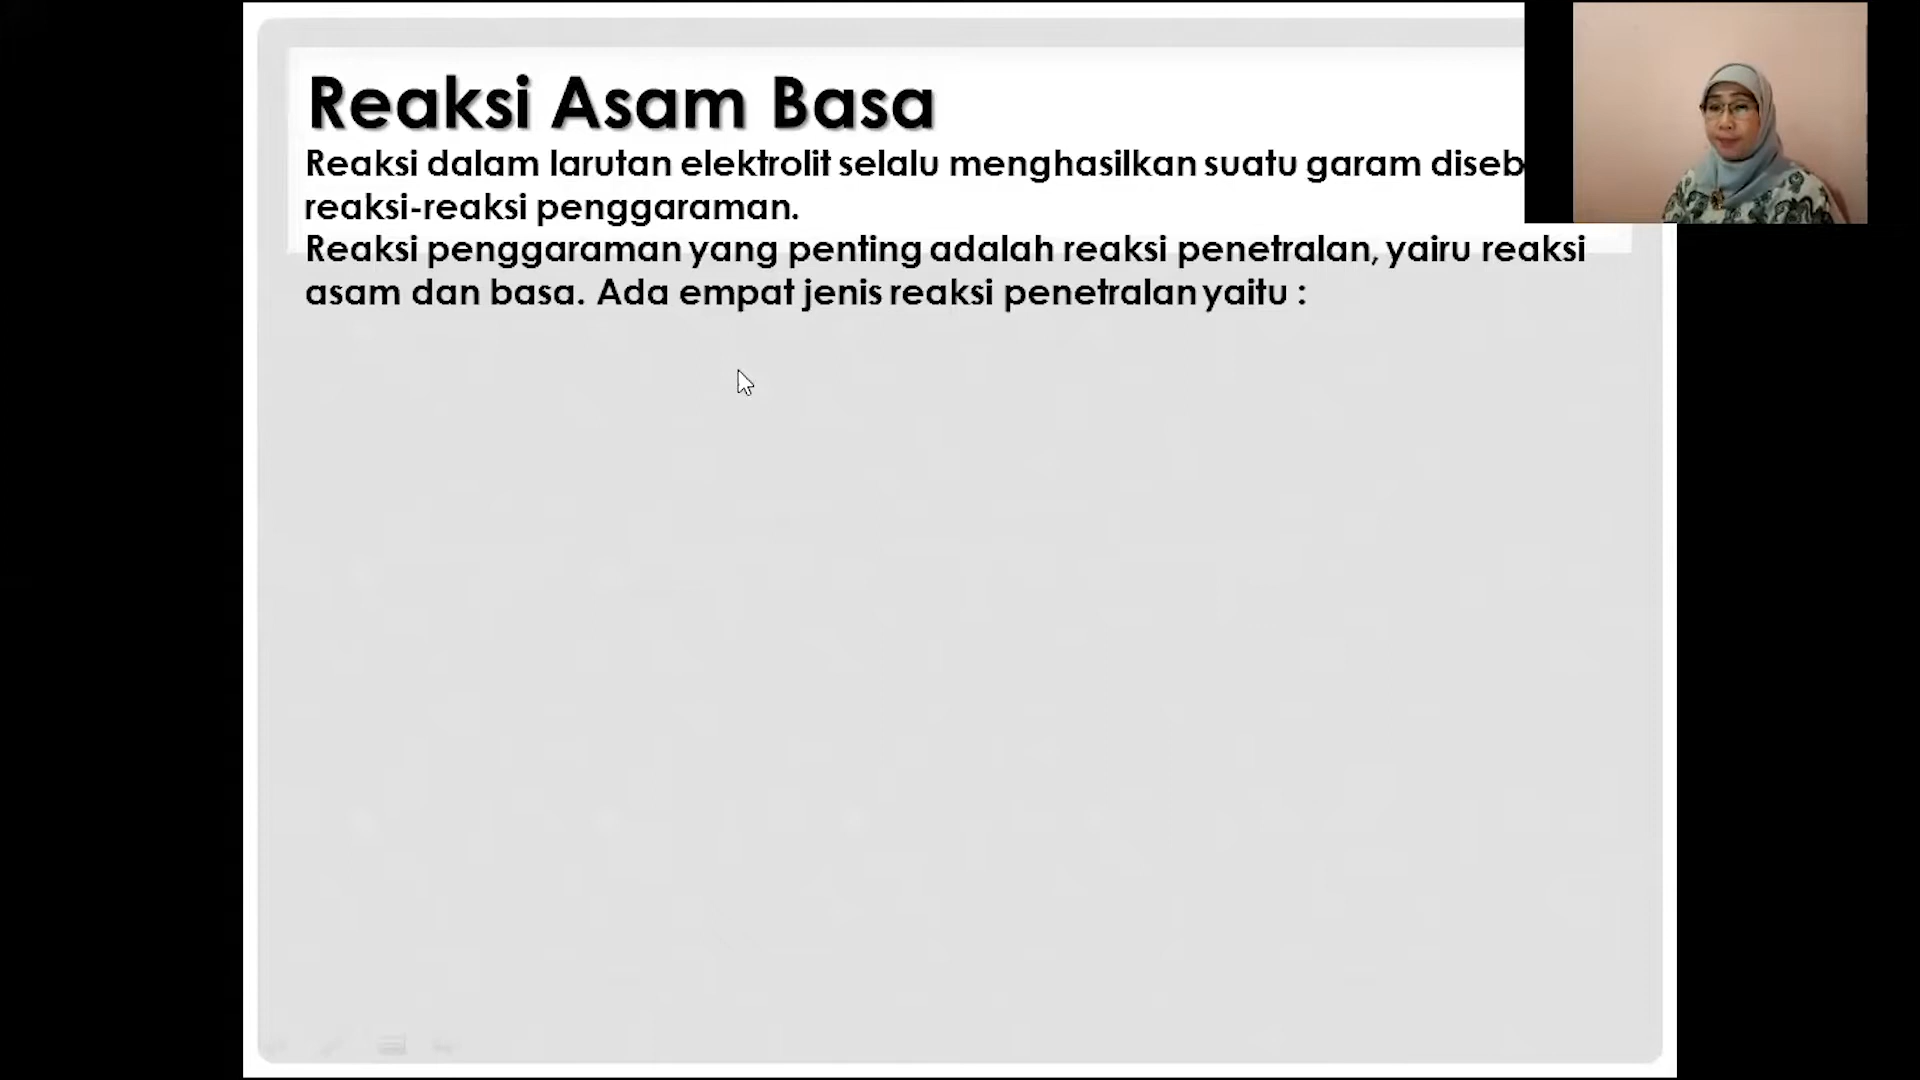 Reaksi Asam Basa
Reaksi dalam larutan elektrolit selalu menghasilkan suatu garam diseb
reaksi-reaksi penggaraman.
Reaksi penggaraman yang penting adalah reaksi penetralan, yairu reaksi
asam dan basa. Ada empat jenis reaksi penetralan yaitu :